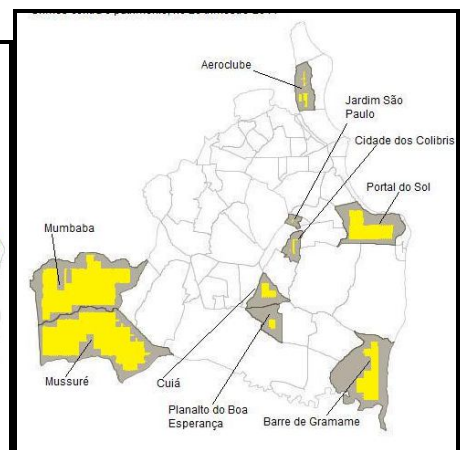 Aeroclube
Jardim São
Paulo
Cidade dos Colibris
Portal do Sol
Mumbaba
Mussuré
Cuiá
Planalto do Boa
Esperança
Barre de Gramame